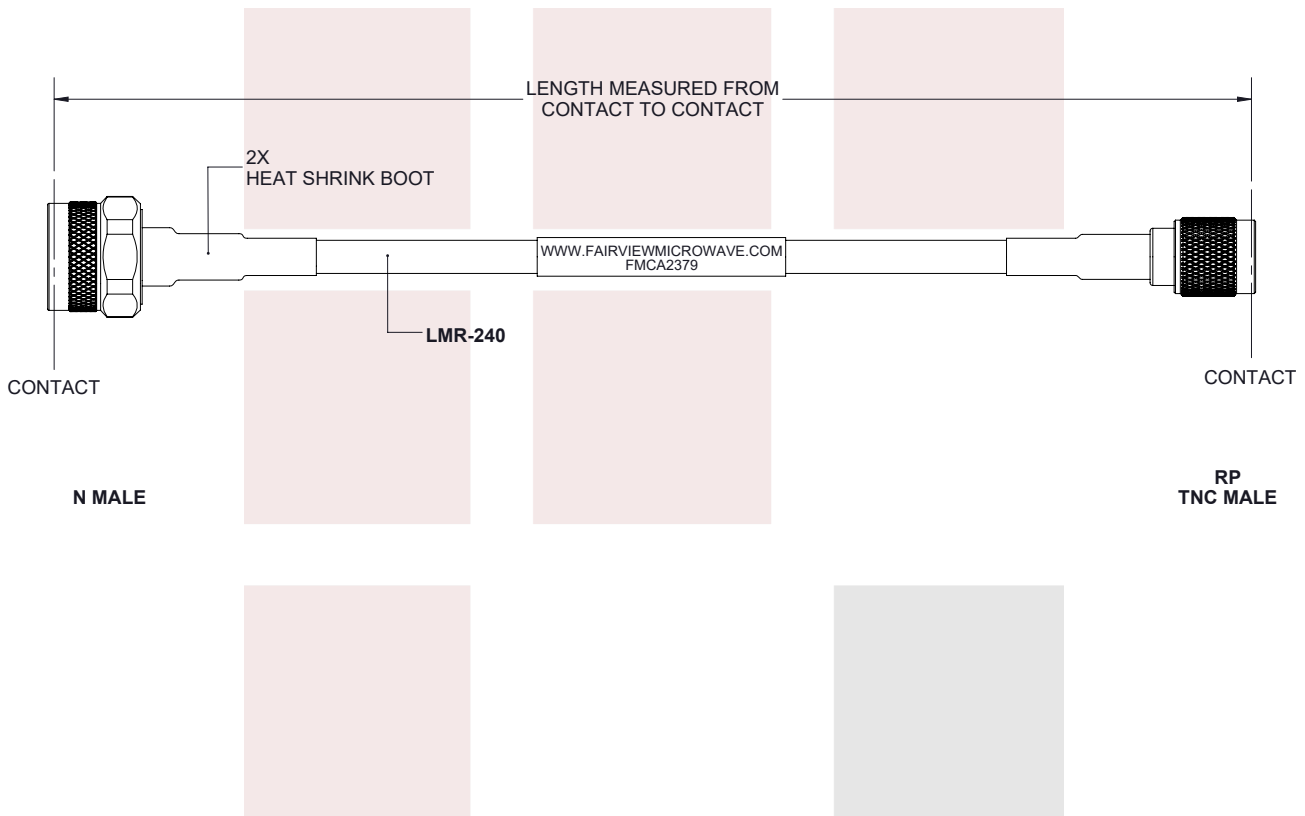 LENGTH MEASURED FROM
CONTACT TO CONTACT
2X
HEAT SHRINK BOOT
WWW.FAIRVIEWMICROWAVE.COM
FMCA2379
LMR-240
CONTACT
CONTACT
N MALE
RP
TNC MALE